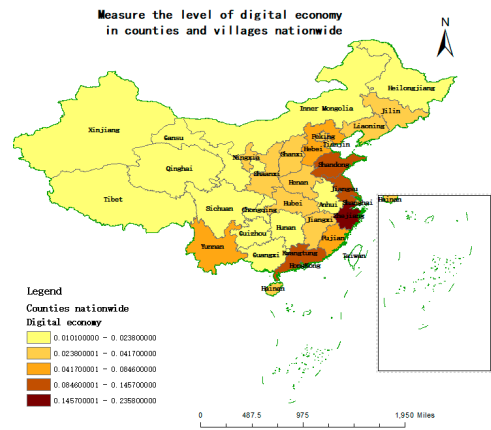 Measure the level of digital economy
in counties and villages nationwide
N
Heilongjiang
Inner Mongolia
Jilin
Xinjiang
Liaoning
Gansu
Beijing
Tianjin
Hebei
Ningxia
Shanxi
Shandong
Qinghai
Shaanxi
Henan
Jiangsu
Tibet
Shanghai
Hainan
Sichuan
Chongqing
Hubei
Anhui
Zhejiang
Jiangxi
Hunan
Guizhou
Fujian
Yunnan
Taiwan
Guangxi
Guangdong
HongKong
Hainan
Legend
Counties nationwide
Digital economy
0.010100000 - 0.023800000
0.023800001 - 0.041700000
0.041700001 - 0.084600000
0.084600001 - 0.145700000
0.145700001 - 0.235800000
0 487.5 975 1,950 Miles